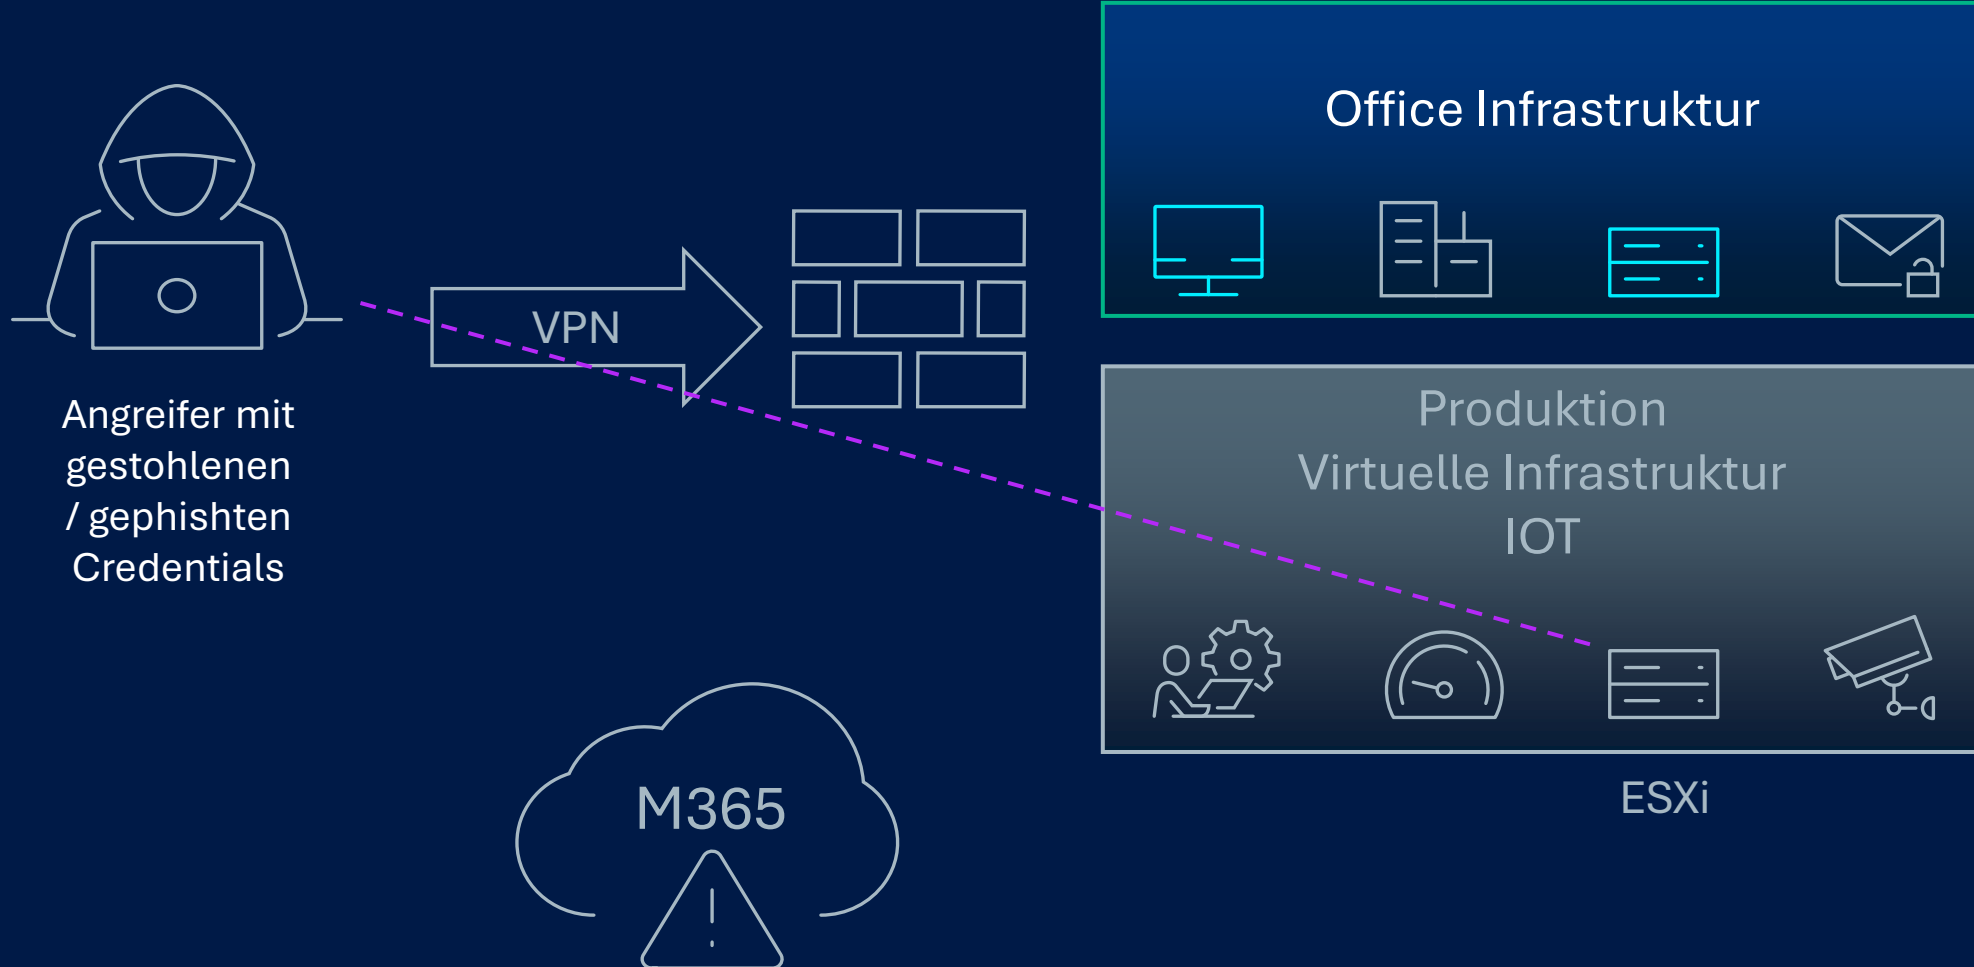 Office Infrastruktur
VPN
Angreifer mit
gestohlenen
/ gephishten
Credentials
Produktion
Virtuelle Infrastruktur
IOT
M365
ESXi